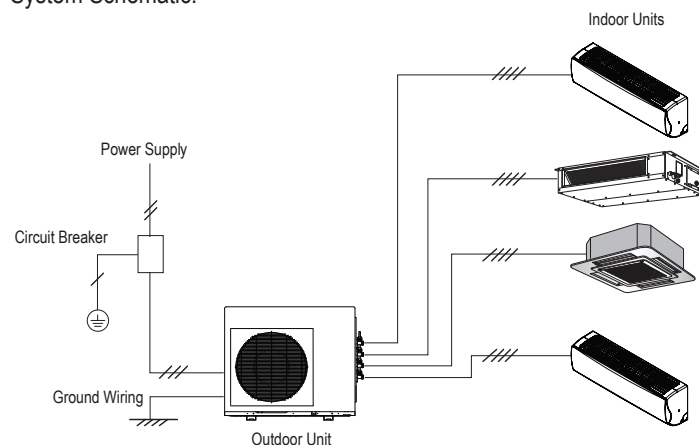 System Schematic:
Indoor Units
Power Supply
Circuit Breaker
Ground Wiring
Outdoor Unit